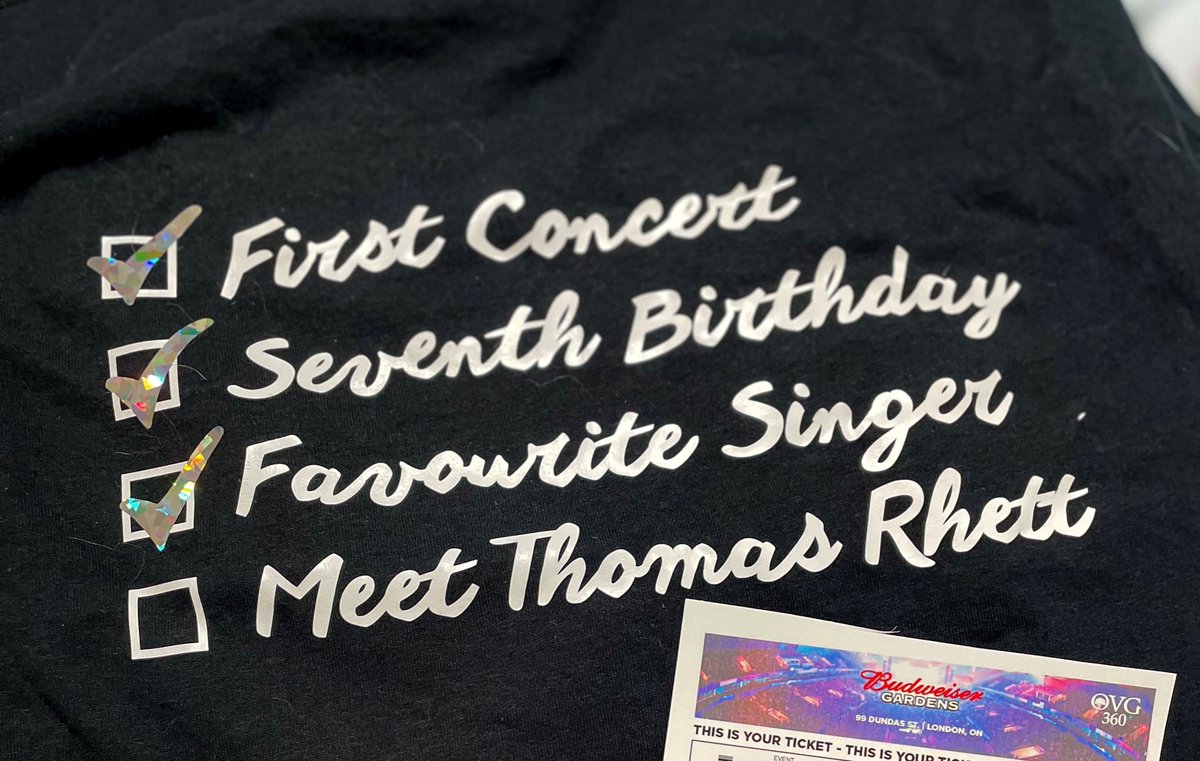 First Concert
Seventh Birthday
Favourite Singer
Meet Thomas Rhett
Budweiser
GARDENS
OVG
360°
99 DUNDAS ST. | LONDON, ON
THIS IS YOUR TICKET - THIS IS YOUR
EVENT